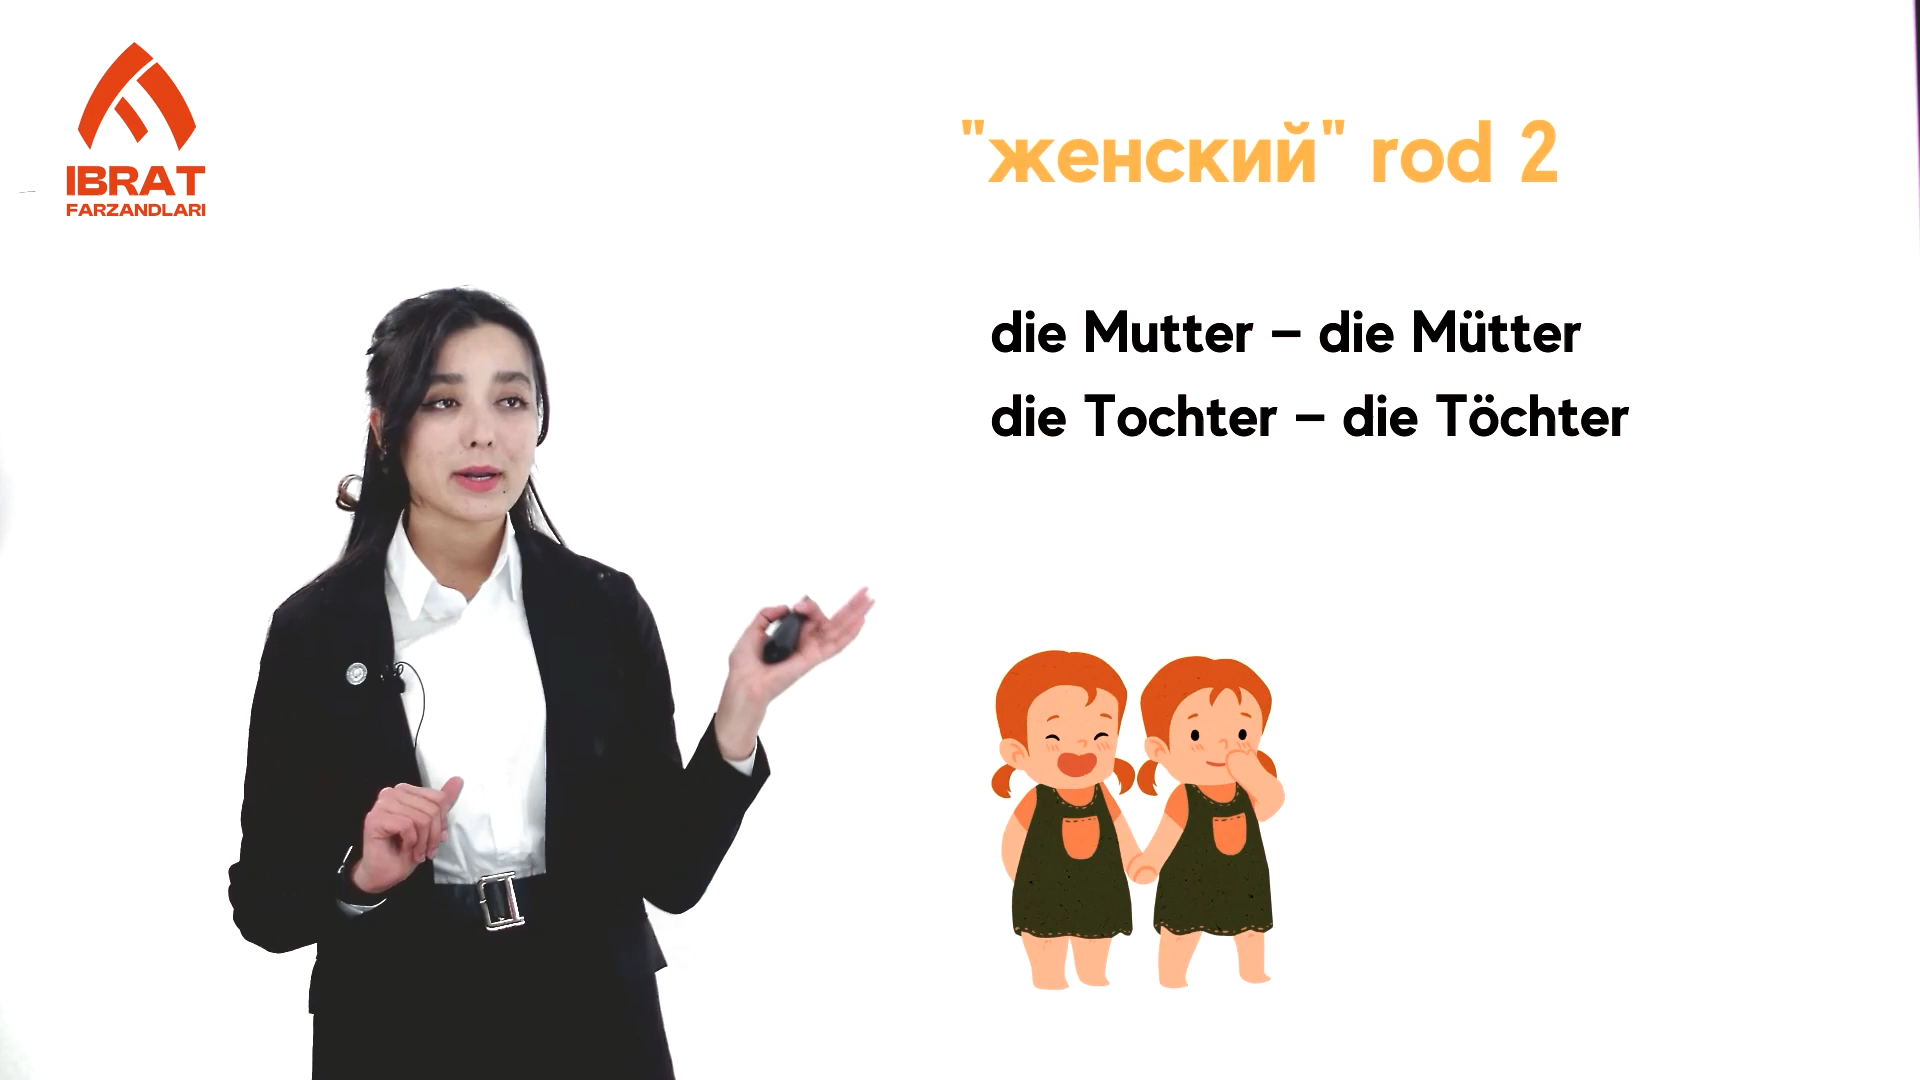 IBRAT
FARZANDLARI
"женский" rod 2
die Mutter – die Mütter
die Tochter – die Töchter